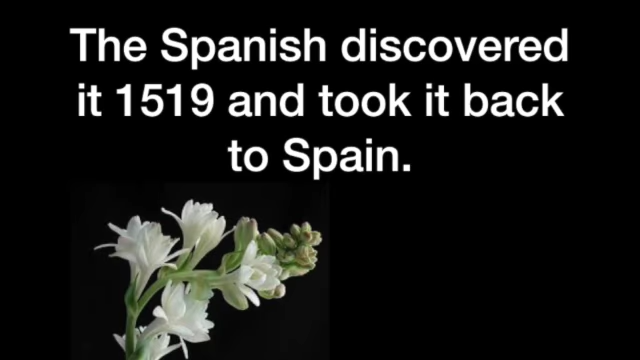 The Spanish discovered
it 1519 and took it back
to Spain.